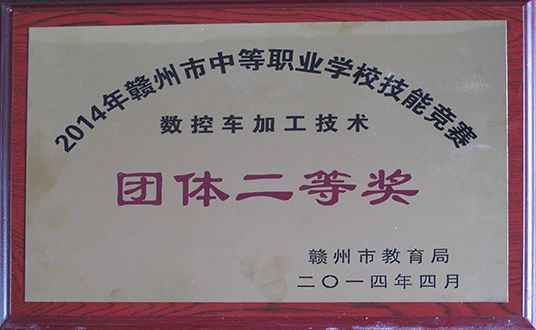 2014年赣州市中等职业学校技能竞赛
数控车加工技术
团体二等奖
赣州市教育局
二〇一四年四月